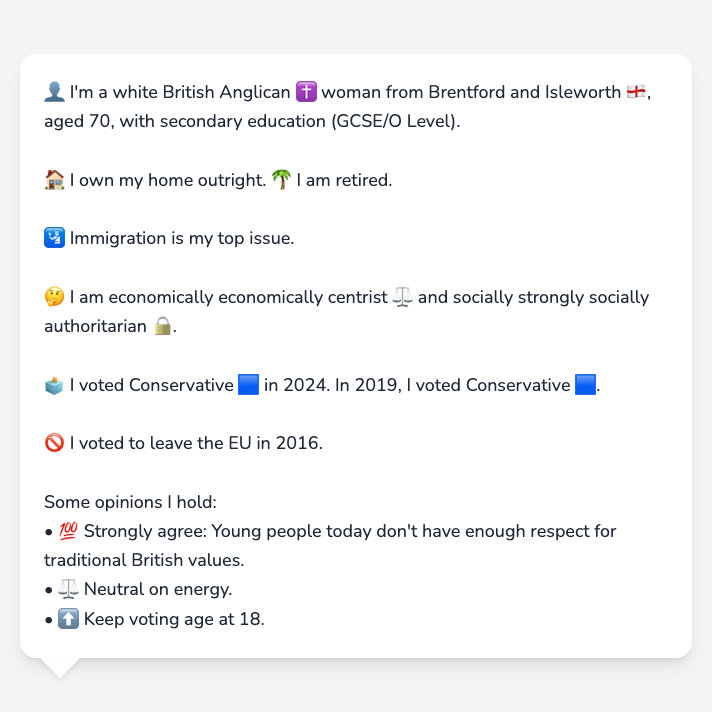 👤 I'm a white British Anglican ✝️ woman from Brentford and Isleworth 🏴󠁧󠁢󠁥󠁮󠁧󠁿,
aged 70, with secondary education (GCSE/O Level).
🏠 I own my home outright. 🌴 I am retired.
🛂 Immigration is my top issue.
🤔 I am economically economically centrist ⚖️ and socially strongly socially
authoritarian 🔒.
🗳️ I voted Conservative 🟦 in 2024. In 2019, I voted Conservative 🟦.
🚫 I voted to leave the EU in 2016.
Some opinions I hold:
• 💯 Strongly agree: Young people today don't have enough respect for
traditional British values.
• ⚖️ Neutral on energy.
• ⬆️ Keep voting age at 18.